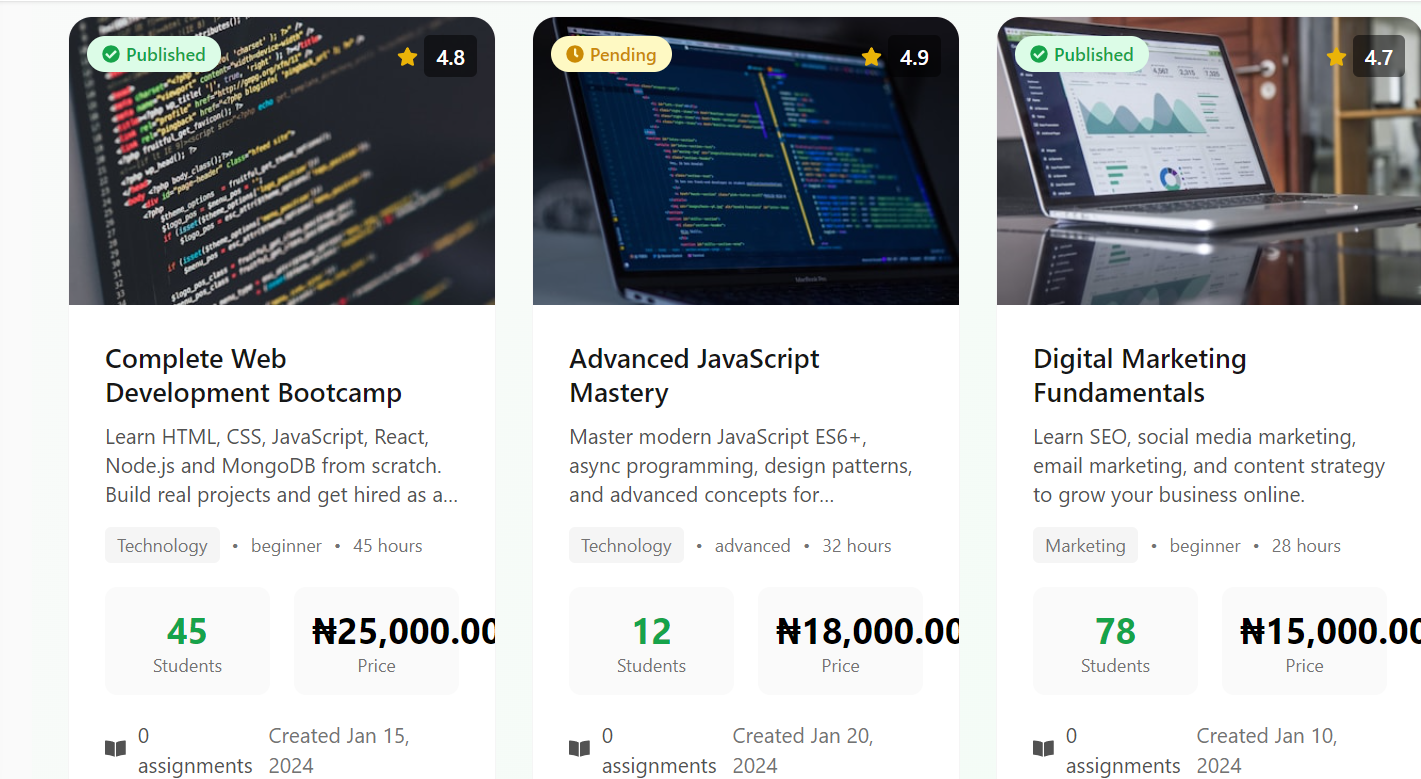 Published
4.8
Complete Web
Development Bootcamp
Learn HTML, CSS, JavaScript, React,
Node.js and MongoDB from scratch.
Build real projects and get hired as a...
Technology • beginner • 45 hours
45
Students
₦25,000.00
Price
0
assignments
Created Jan 15,
2024
Pending
4.9
Advanced JavaScript
Mastery
Master modern JavaScript ES6+,
async programming, design patterns,
and advanced concepts for...
Technology • advanced • 32 hours
12
Students
₦18,000.00
Price
0
assignments
Created Jan 20,
2024
Published
4.7
Digital Marketing
Fundamentals
Learn SEO, social media marketing,
email marketing, and content strategy
to grow your business online.
Marketing • beginner • 28 hours
78
Students
₦15,000.00
Price
0
assignments
Created Jan 10,
2024